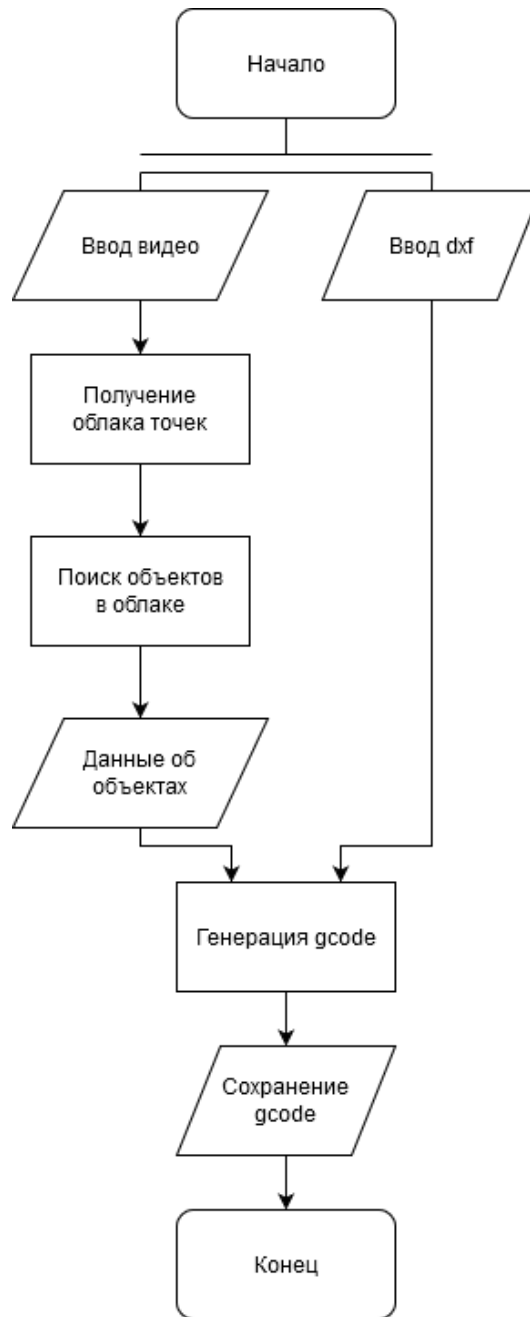 Начало
Ввод видео
Ввод dxf
Получение
облака точек
Поиск объектов
в облаке
Данные об
объектах
Генерация gcode
Сохранение
gcode
Конец